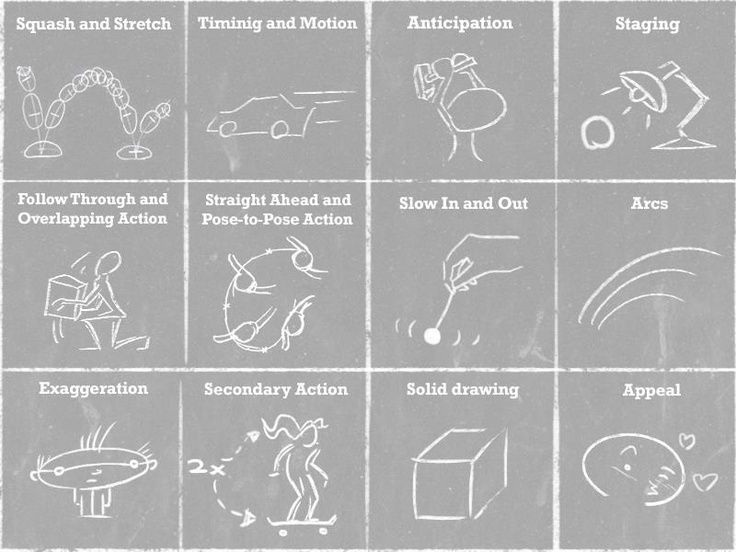 Squash and Stretch
Timinig and Motion
Anticipation
Staging
Follow Through and
Overlapping Action
Straight Ahead and
Pose-to-Pose Action
Slow In and Out
Arcs
Exaggeration
Secondary Action
Solid drawing
Appeal
2x